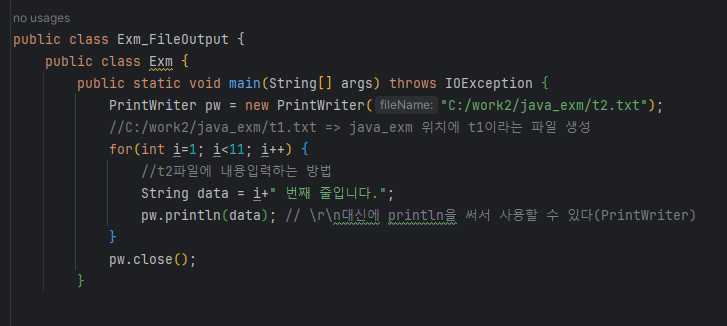 no usages
public class Exm_FileOutput {
    public class Exm {
        public static void main(String[] args) throws IOException {
            PrintWriter pw = new PrintWriter( fileName: "C:/work2/java_exm/t2.txt");
            //C:/work2/java_exm/t1.txt => java_exm 위치에 t1이라는 파일 생성
            for(int i=1; i<11; i++) {
                //t2파일에 내용입력하는 방법
                String data = i+" 번째 줄입니다.";
                pw.println(data); // \r\n대신에 println을 써서 사용할 수 있다(PrintWriter)
            }
            pw.close();
        }